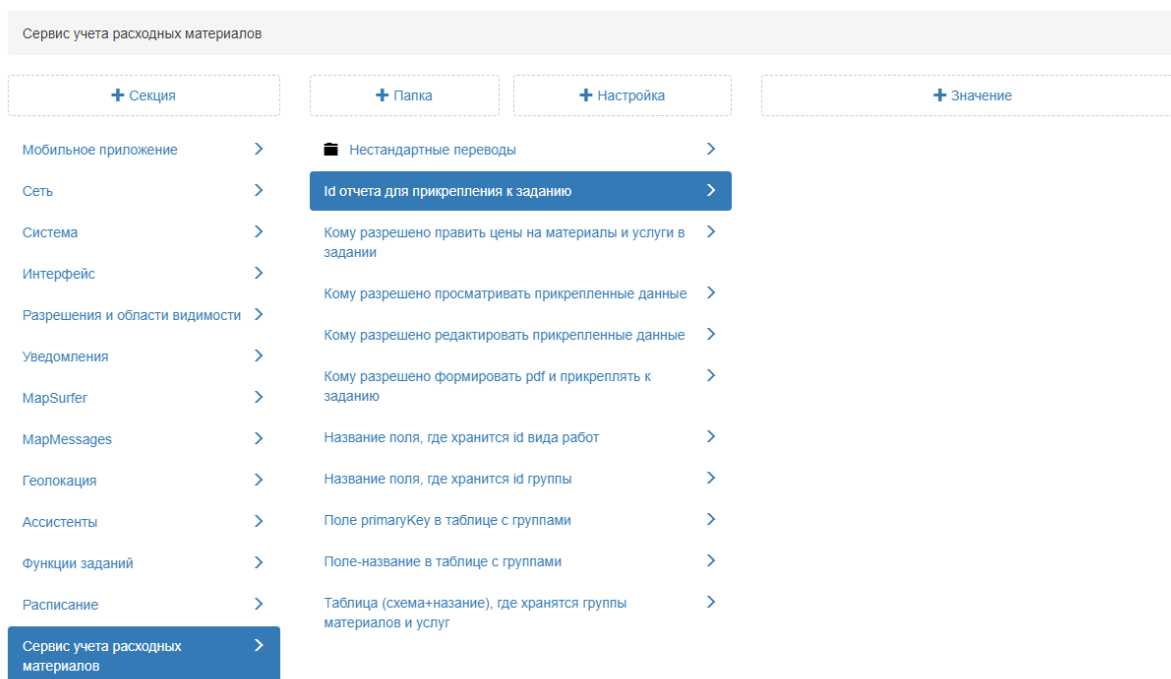 Сервис учета расходных материалов
+ Секция
+ Папка
+ Настройка
+ Значение
Мобильное приложение
Сеть
Система
Интерфейс
Разрешения и области видимости
Уведомления
MapSurfer
MapMessages
Геолокация
Ассистенты
Функции заданий
Расписание
Сервис учета расходных
материалов
Нестандартные переводы
Id отчета для прикрепления к заданию
Кому разрешено править цены на материалы и услуги в
задании
Кому разрешено просматривать прикрепленные данные
Кому разрешено редактировать прикрепленные данные
Кому разрешено формировать pdf и прикреплять к
заданию
Название поля, где хранится id вида работ
Название поля, где хранится id группы
Поле primaryKey в таблице с группами
Поле-название в таблице с группами
Таблица (схема+назание), где хранятся группы
материалов и услуг